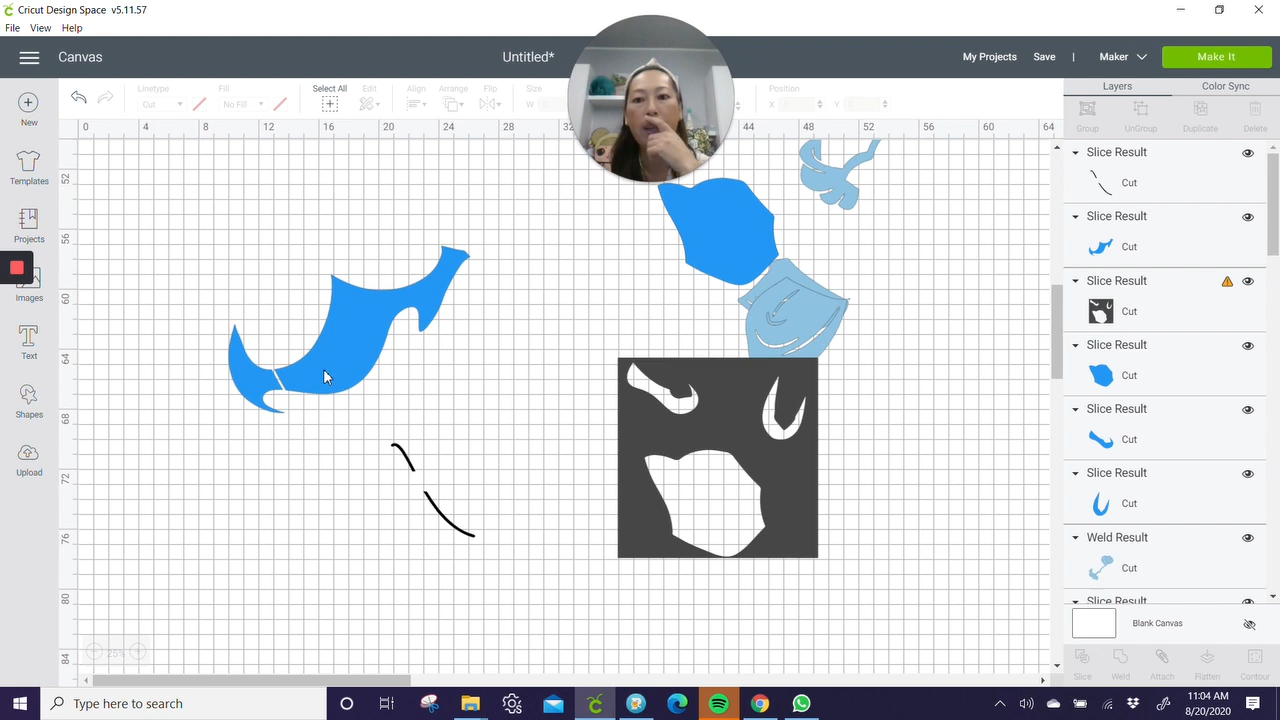 Cricut Design Space v5.11.57
File View Help
Canvas
Untitled*
My Projects Save | Maker Make It
Linetype Fill Select All Edit Align Arrange Flip Size Position
Cut No Fill W X Y
Layers Color Sync
Group UnGroup Duplicate Delete
0 4 8 12 16 20 24 28 32 44 48 52 56 60 64
52
56
60
64
68
72
76
80
84
New
Templates
Projects
Images
Text
Shapes
Upload
Slice Result
Cut
Slice Result
Cut
Slice Result
Cut
Slice Result
Cut
Slice Result
Cut
Slice Result
Cut
Weld Result
Cut
Slice Result
Blank Canvas
25%
Slice Weld Attach Flatten Contour
Type here to search
11:04 AM
8/20/2020